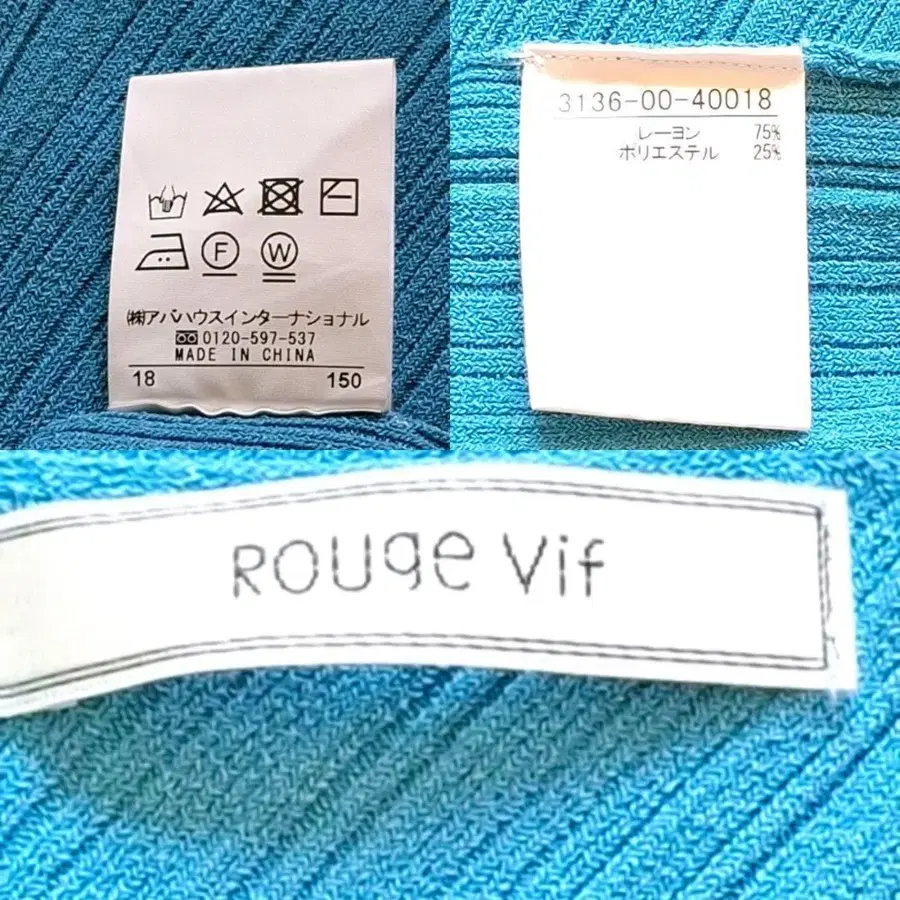 F W
㈱アバハウスインターナショナル
0120-597-537
MADE IN CHINA
18 150
3136-00-40018
レーヨン 75%
ポリエステル 25%
ROUge Vif